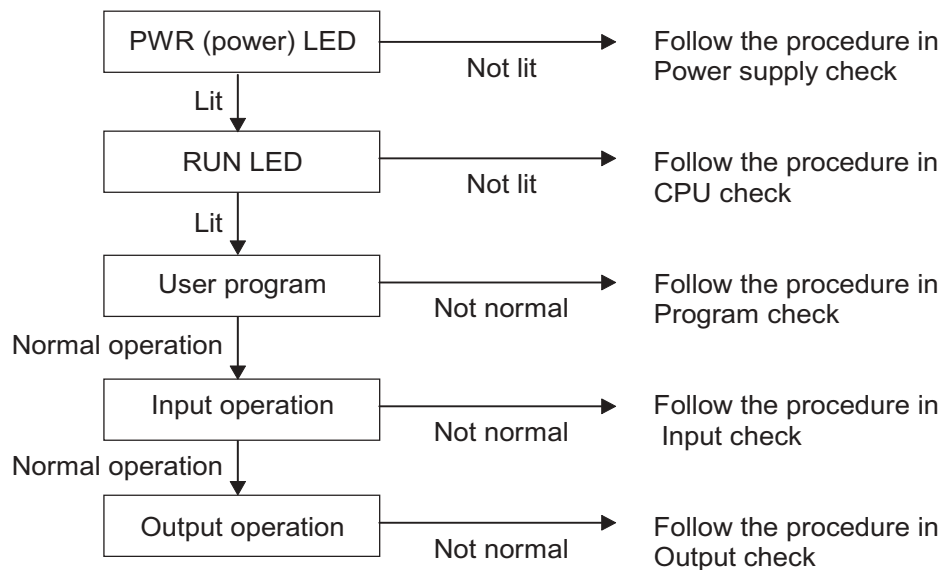 PWR (power) LED
Not lit
Follow the procedure in
Power supply check
Lit
RUN LED
Not lit
Follow the procedure in
CPU check
Lit
User program
Not normal
Follow the procedure in
Program check
Normal operation
Input operation
Not normal
Follow the procedure in
Input check
Normal operation
Output operation
Not normal
Follow the procedure in
Output check